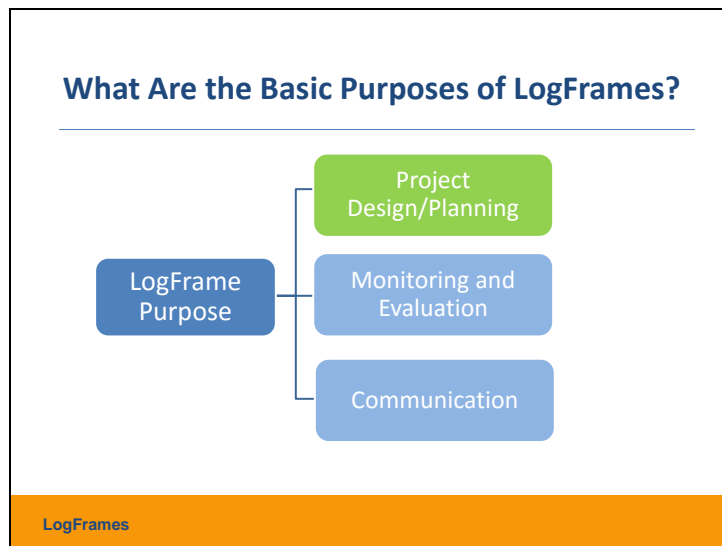 What Are the Basic Purposes of LogFrames?
Project
Design/Planning
LogFrame
Purpose
Monitoring and
Evaluation
Communication
LogFrames